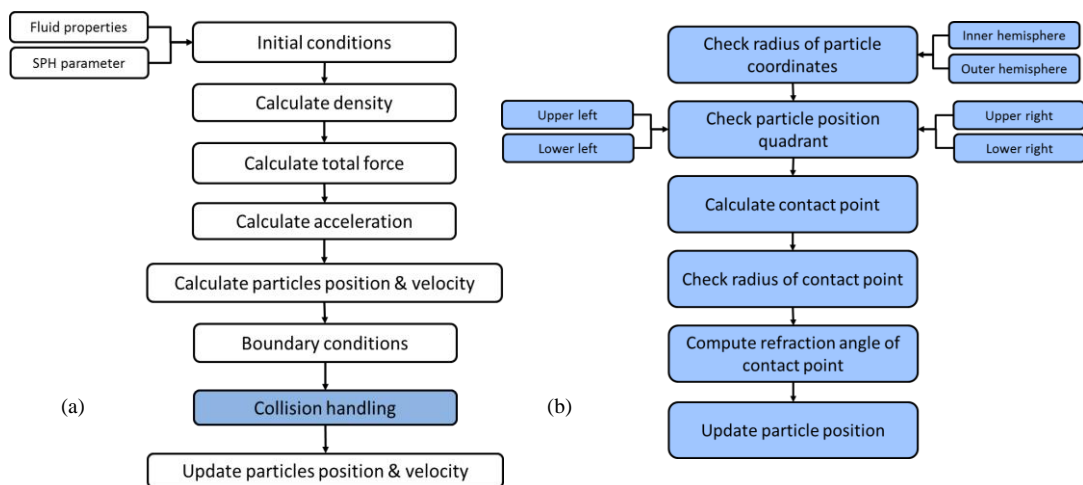 Fluid properties
SPH parameter
Initial conditions
Calculate density
Calculate total force
Calculate acceleration
Calculate particles position & velocity
Boundary conditions
(a)
Collision handling
Update particles position & velocity
Check radius of particle
coordinates
Inner hemisphere
Outer hemisphere
Upper left
Lower left
Check particle position
quadrant
Upper right
Lower right
Calculate contact point
Check radius of contact point
Compute refraction angle of
contact point
(b)
Update particle position